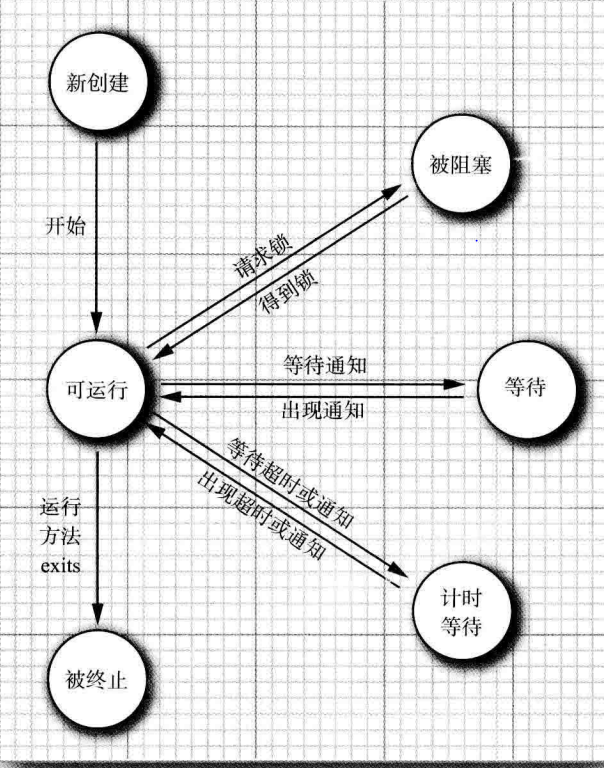 新创建
被阻塞
开始
请求锁
得到锁
等待通知
可运行
等待
出现通知
等待超时或通知
出现超时或通知
运行
方法
exits
计时
等待
被终止